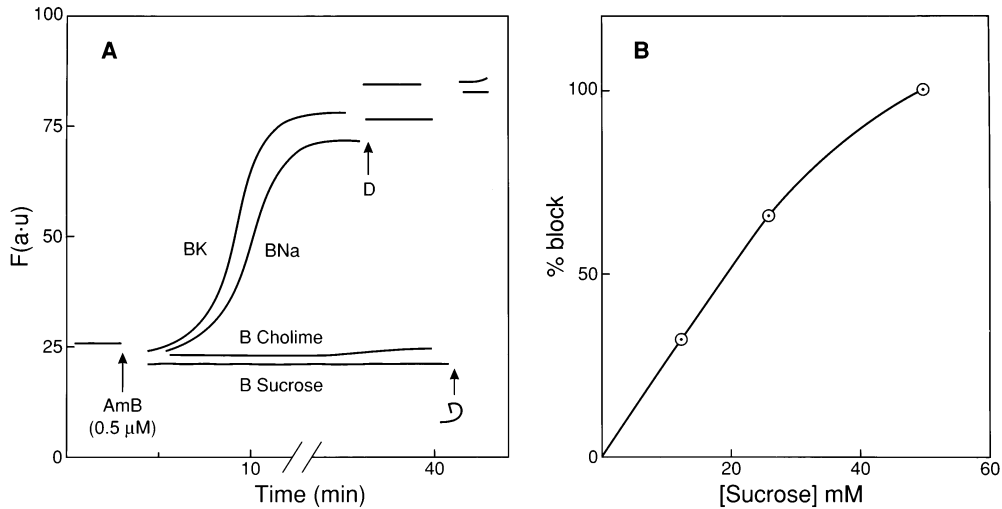 A
100
75
50
25
0
F(a·u)
BK
BNa
D
B Cholime
B Sucrose
AmB
(0.5 μM)
D
10
40
Time (min)
B
100
50
0
% block
20
40
60
[Sucrose] mM